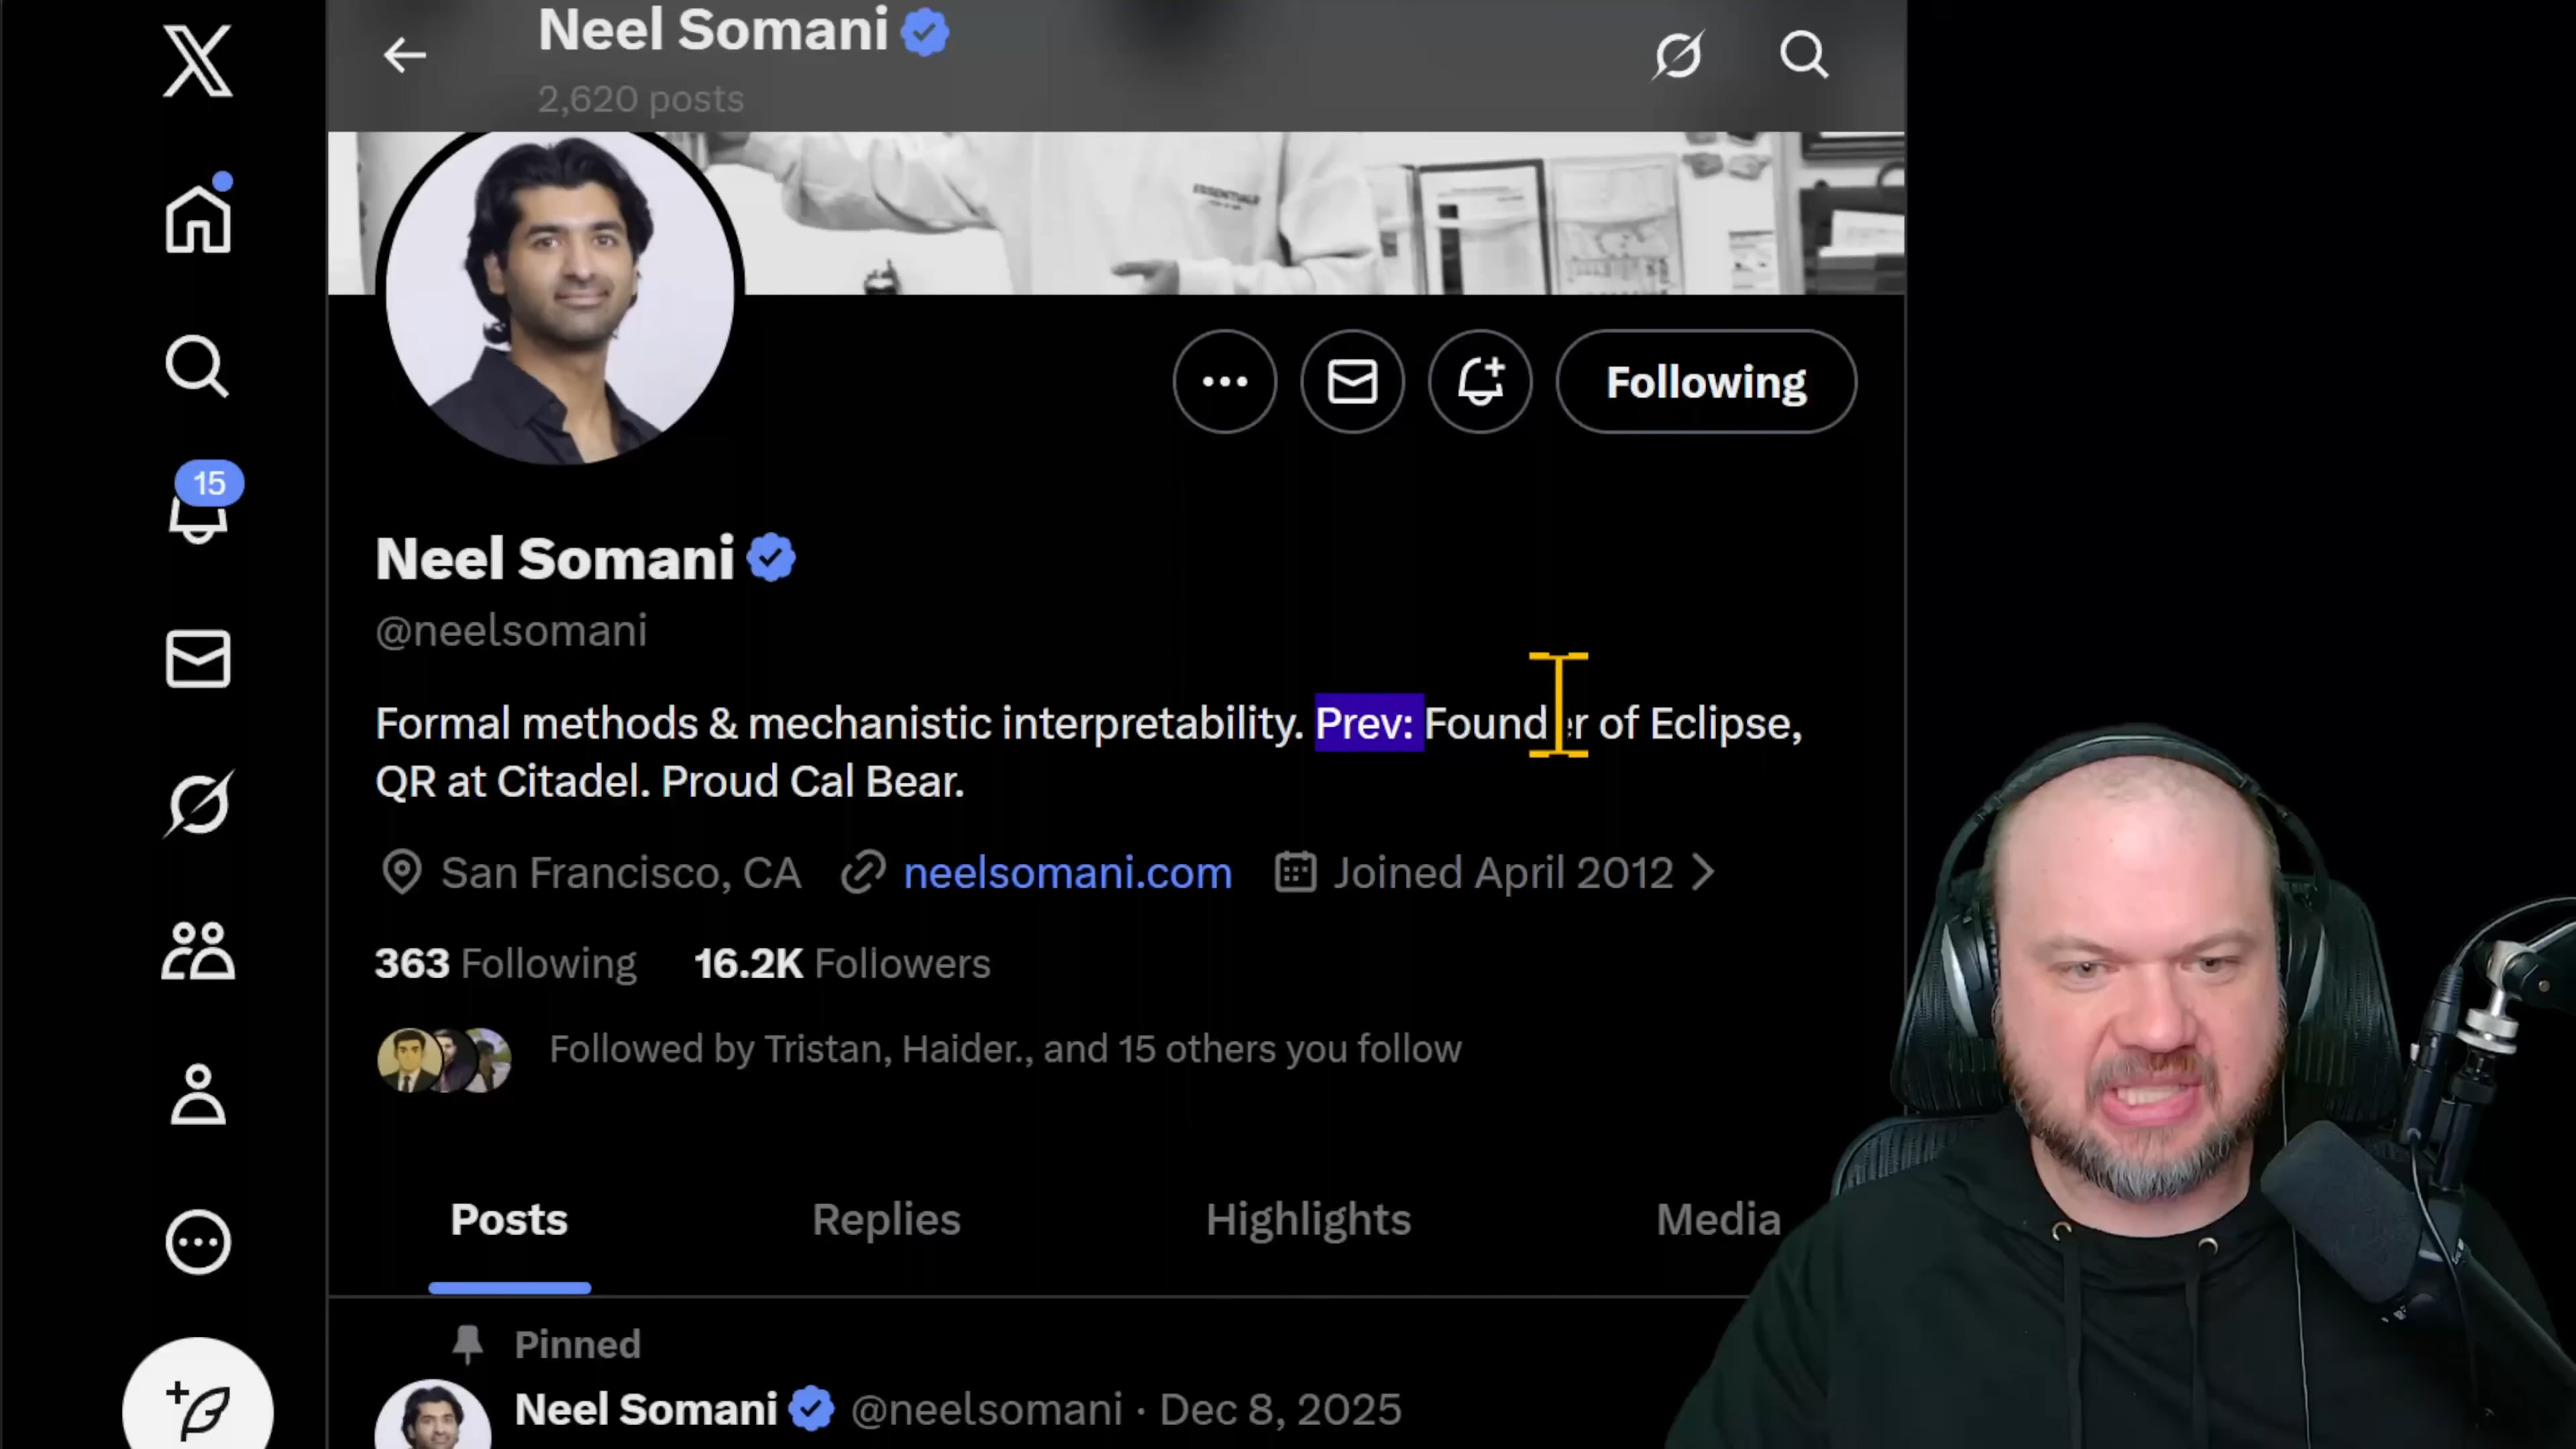 Neel Somani
2,620 posts
ESSENTIALS
15
Following
Neel Somani
@neelsomani
Formal methods & mechanistic interpretability. Prev: Founder of Eclipse,
QR at Citadel. Proud Cal Bear.
San Francisco, CA neelsomani.com Joined April 2012
363 Following 16.2K Followers
Followed by Tristan, Haider., and 15 others you follow
Posts Replies Highlights Media
Pinned
Neel Somani @neelsomani · Dec 8, 2025